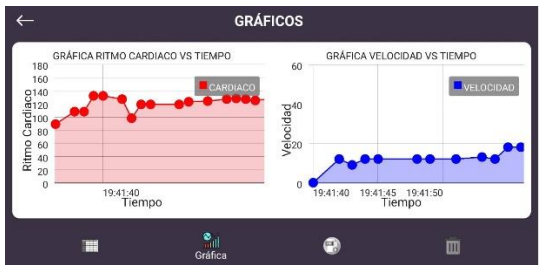 GRÁFICOS
GRÁFICA RITMO CARDIACO VS TIEMPO
180
160
140
120
100
80
60
40
20
0
Ritmo Cardiaco
CARDIACO
19:41:40
Tiempo
GRÁFICA VELOCIDAD VS TIEMPO
60
40
20
0
Velocidad
VELOCIDAD
19:41:40 19:41:45 19:41:50
Tiempo
Gráfica